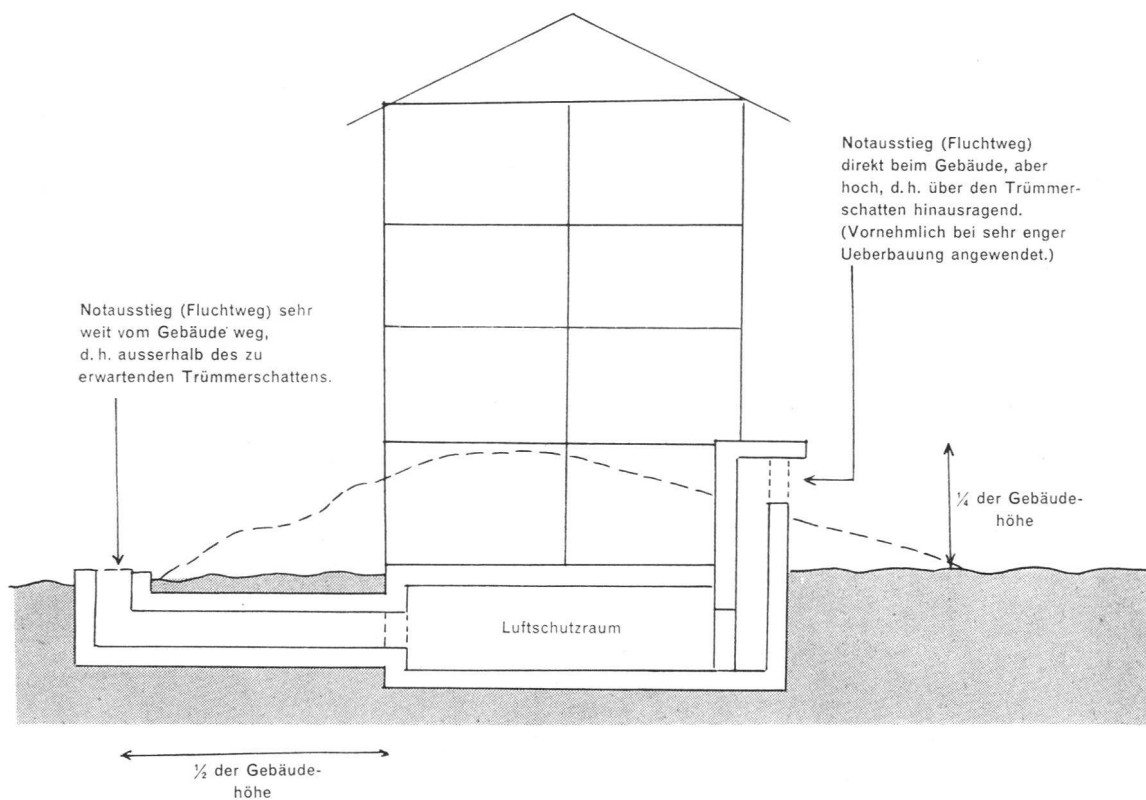 Notausstieg (Fluchtweg)
direkt beim Gebäude, aber
hoch, d. h. über den Trümmer-
schatten hinausragend.
(Vornehmlich bei sehr enger
Ueberbauung angewendet.)
Notausstieg (Fluchtweg) sehr
weit vom Gebäude weg,
d. h. ausserhalb des zu
erwartenden Trümmerschattens.
¼ der Gebäude-
höhe
Luftschutzraum
½ der Gebäude-
höhe